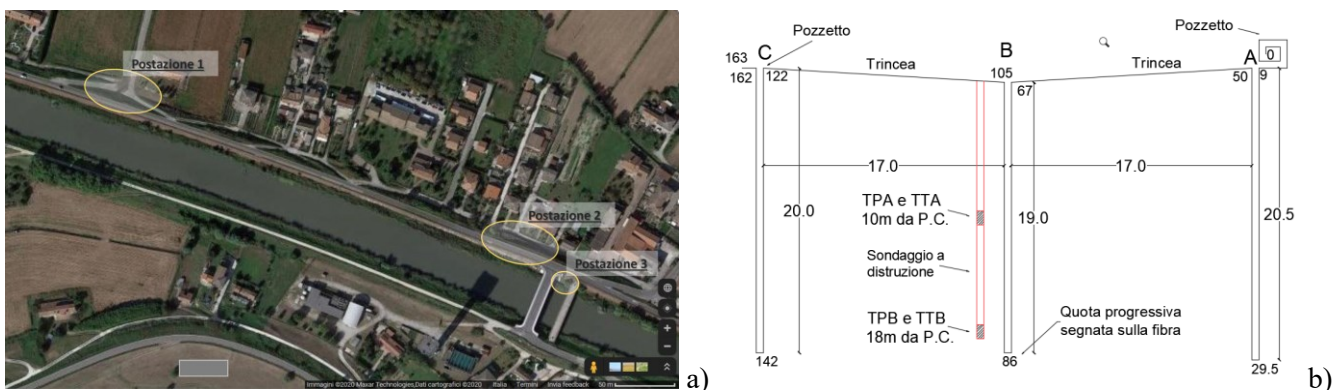 Postazione 1
Postazione 2
Postazione 3
Immagini ©2020 Maxar Technologies,Dati cartografici ©2020 Italia Termini Invia feedback 50 m
a)
Pozzetto
Pozzetto
163
C
B
A
0
162
122
Trincea
105
Trincea
50
9
67
17.0
17.0
20.0
TPA e TTA
10m da P.C.
19.0
20.5
Sondaggio a
distruzione
TPB e TTB
18m da P.C.
Quota progressiva
segnata sulla fibra
142
86
29.5
b)